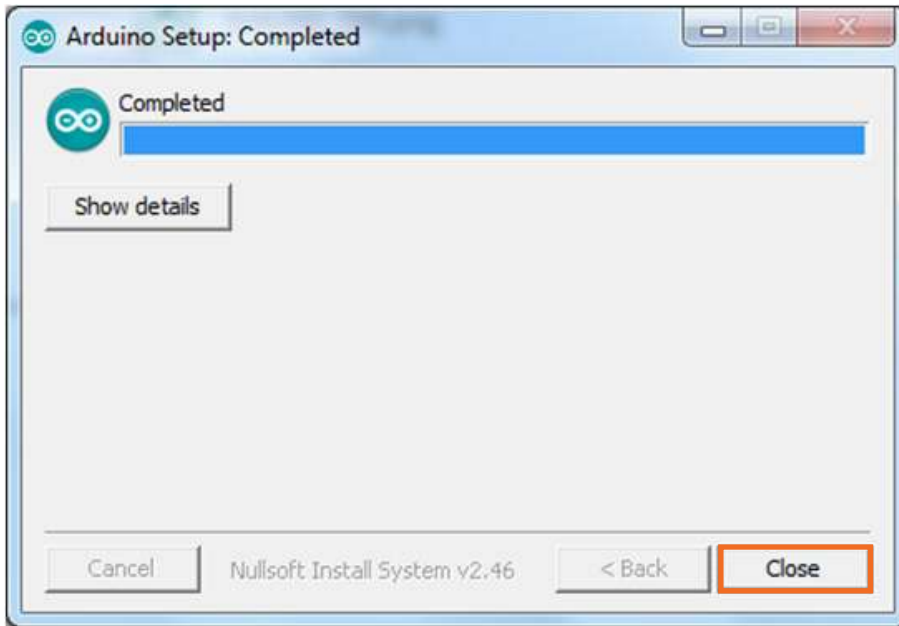 Arduino Setup: Completed
Completed
Show details
Cancel
Nullsoft Install System v2.46
< Back
Close